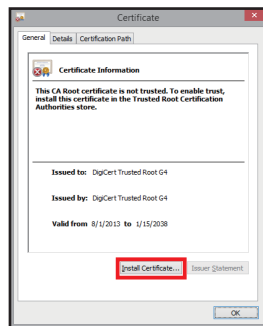 Certificate
General Details Certification Path
Certificate Information
This CA Root certificate is not trusted. To enable trust,
install this certificate in the Trusted Root Certification
Authorities store.
Issued to: DigiCert Trusted Root G4
Issued by: DigiCert Trusted Root G4
Valid from 8/1/2013 to 1/15/2038
Install Certificate... Issuer Statement
OK